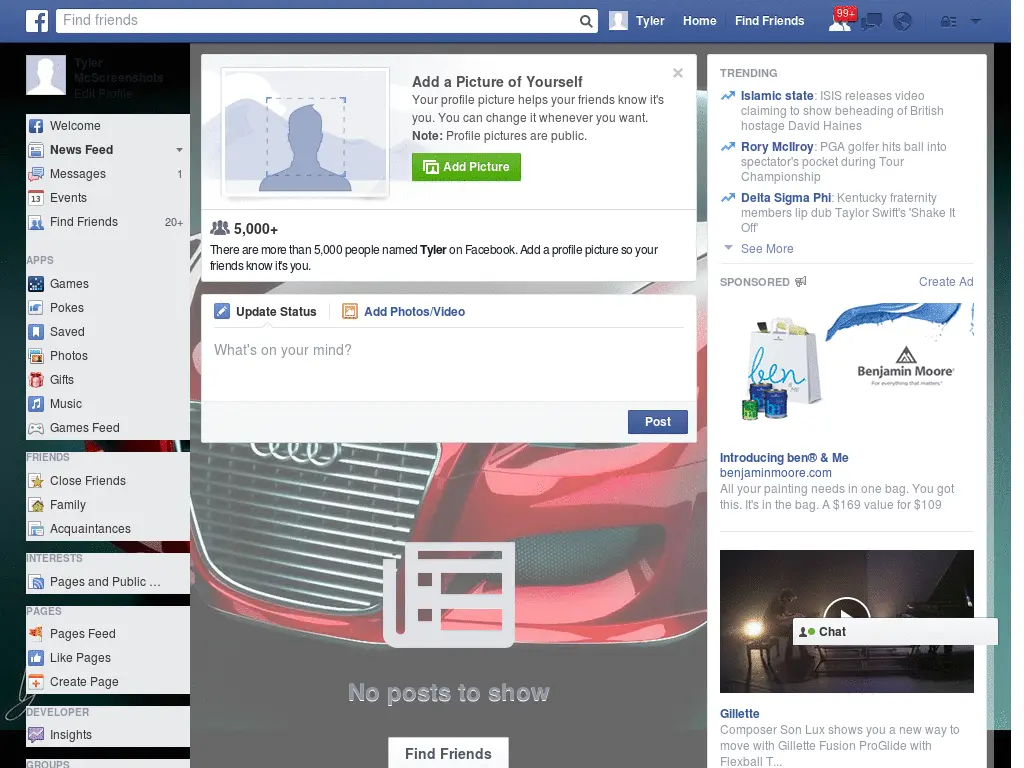 Find friends
Tyler
Home
Find Friends
99+
Tyler
McScreenshots
Edit Profile
Welcome
News Feed
Messages 1
13 Events
Find Friends 20+
APPS
Games
Pokes
Saved
Photos
Gifts
Music
Games Feed
FRIENDS
Close Friends
Family
Acquaintances
INTERESTS
Pages and Public ...
PAGES
Pages Feed
Like Pages
Create Page
DEVELOPER
Insights
GROUPS
Add a Picture of Yourself
Your profile picture helps your friends know it's
you. You can change it whenever you want.
Note: Profile pictures are public.
Add Picture
5,000+
There are more than 5,000 people named Tyler on Facebook. Add a profile picture so your
friends know it's you.
Update Status
Add Photos/Video
What's on your mind?
Post
No posts to show
Find Friends
TRENDING
Islamic state: ISIS releases video
claiming to show beheading of British
hostage David Haines
Rory McIlroy: PGA golfer hits ball into
spectator's pocket during Tour
Championship
Delta Sigma Phi: Kentucky fraternity
members lip dub Taylor Swift's 'Shake It
Off'
See More
SPONSORED
Create Ad
ben
Benjamin Moore
For everything that matters.
Introducing ben® & Me
benjaminmoore.com
All your painting needs in one bag. You got
this. It's in the bag. A $169 value for $109
Chat
Gillette
Composer Son Lux shows you a new way to
move with Gillette Fusion ProGlide with
Flexball T...